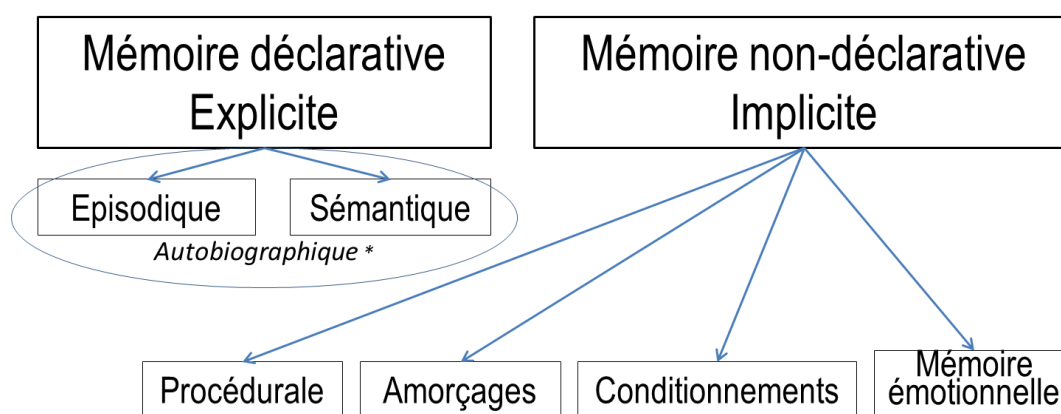 Mémoire déclarative
Explicite
Mémoire non-déclarative
Implicite
Episodique
Sémantique
Autobiographique *
Procédurale
Amorçages
Conditionnements
Mémoire
émotionnelle